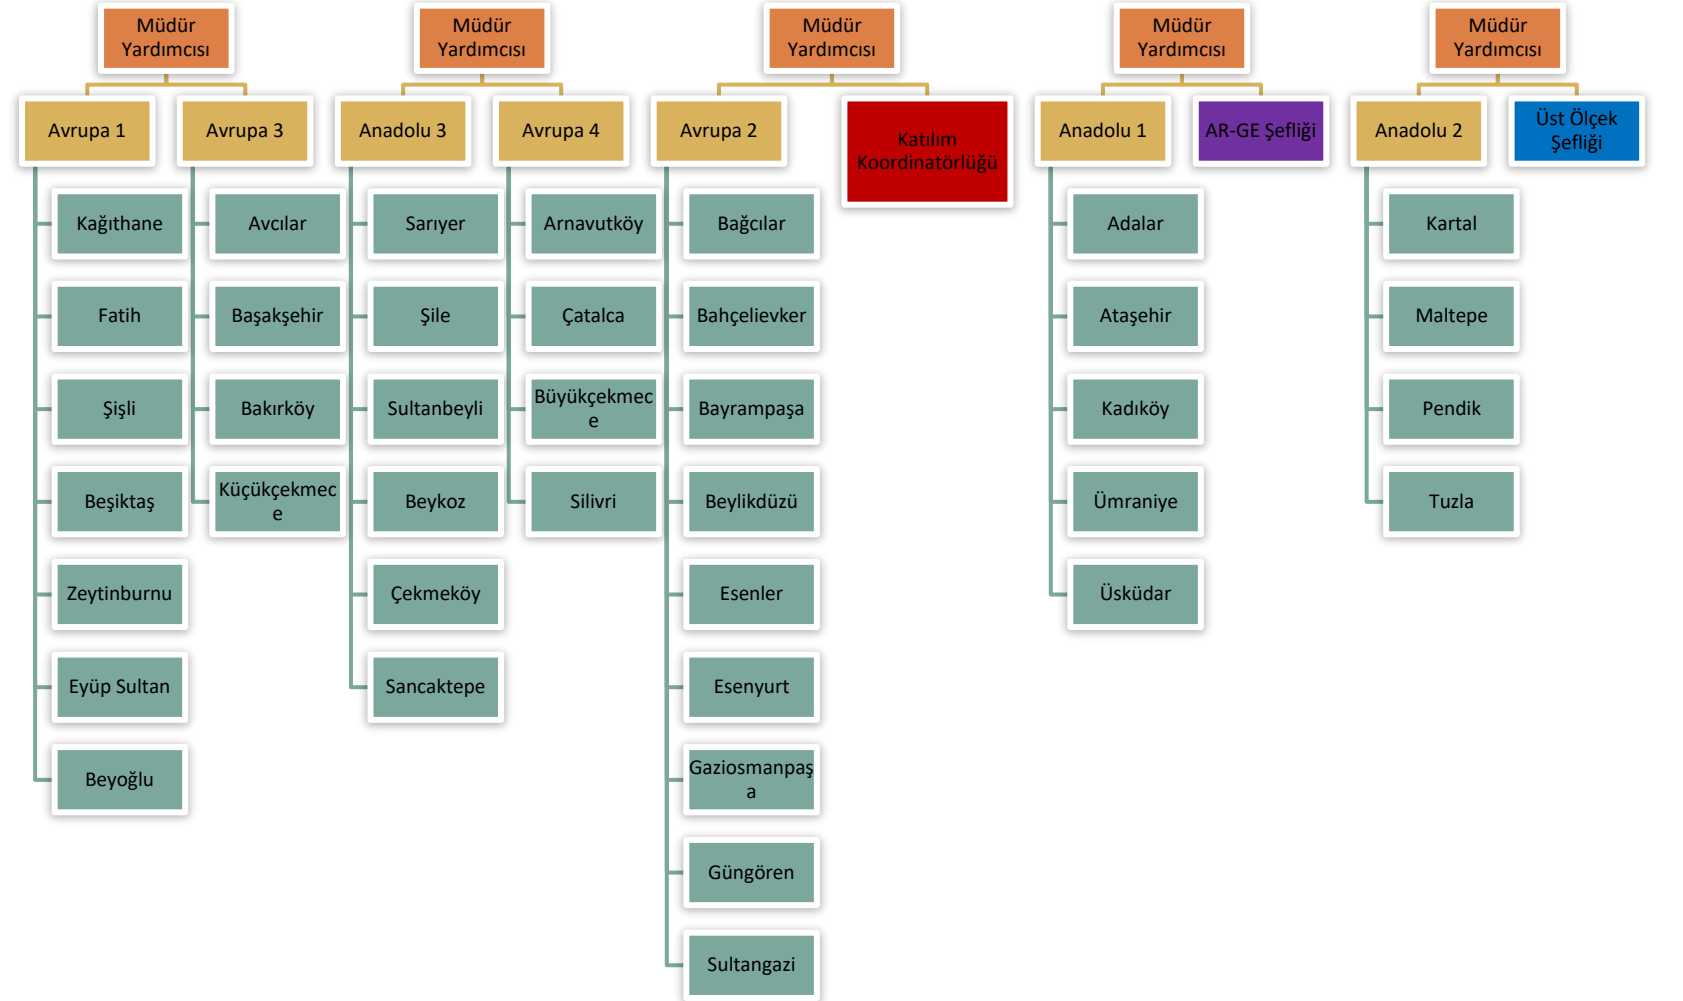 Müdür
Yardımcısı
Müdür
Yardımcısı
Müdür
Yardımcısı
Müdür
Yardımcısı
Müdür
Yardımcısı
Avrupa 1
Avrupa 3
Anadolu 3
Avrupa 4
Avrupa 2
Katılım
Koordinatörlüğü
Anadolu 1
AR-GE Şefliği
Anadolu 2
Üst Ölçek
Şefliği
Kağıthane
Fatih
Şişli
Beşiktaş
Zeytinburnu
Eyüp Sultan
Beyoğlu
Avcılar
Başakşehir
Bakırköy
Küçükçekmec
e
Sarıyer
Şile
Sultanbeyli
Beykoz
Çekmeköy
Sancaktepe
Arnavutköy
Çatalca
Büyükçekmec
e
Silivri
Bağcılar
Bahçelievker
Bayrampaşa
Beylikdüzü
Esenler
Esenyurt
Gaziosmanpaş
a
Güngören
Sultangazi
Adalar
Ataşehir
Kadıköy
Ümraniye
Üsküdar
Kartal
Maltepe
Pendik
Tuzla